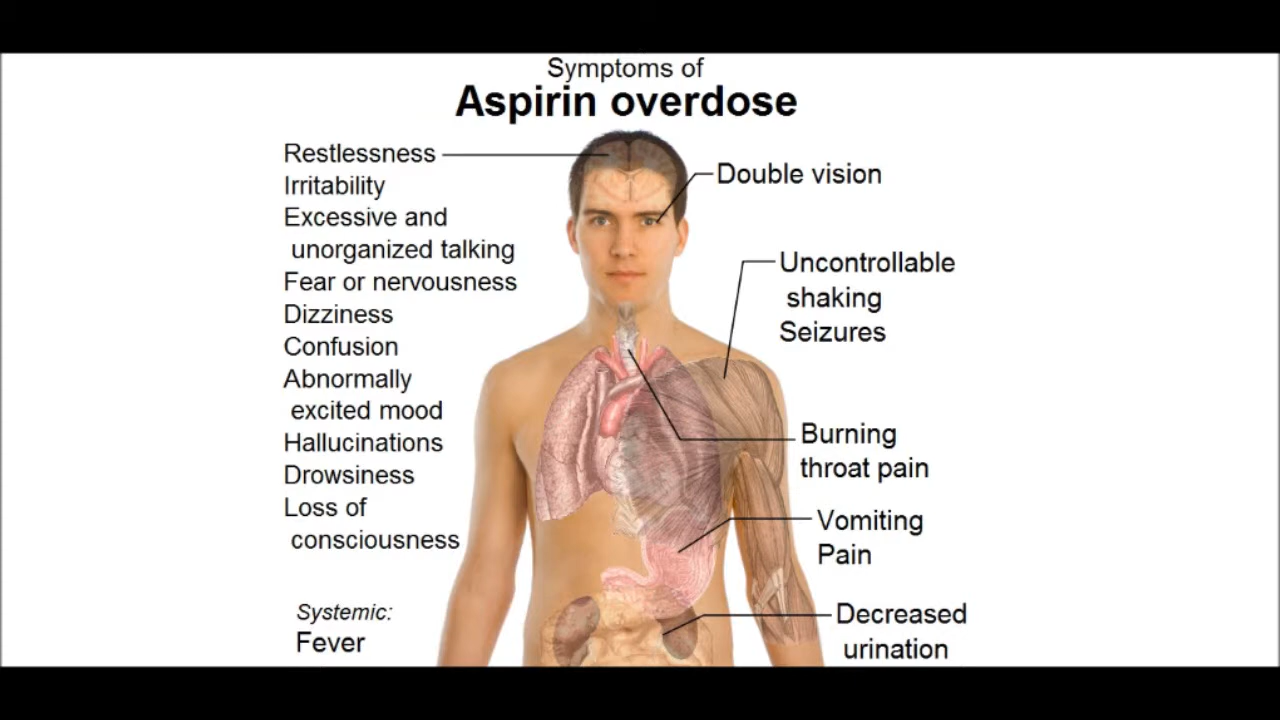 Symptoms of
Aspirin overdose
Restlessness
Irritability
Excessive and
unorganized talking
Fear or nervousness
Dizziness
Confusion
Abnormally
excited mood
Hallucinations
Drowsiness
Loss of
consciousness
Systemic:
Fever
Double vision
Uncontrollable
shaking
Seizures
Burning
throat pain
Vomiting
Pain
Decreased
urination